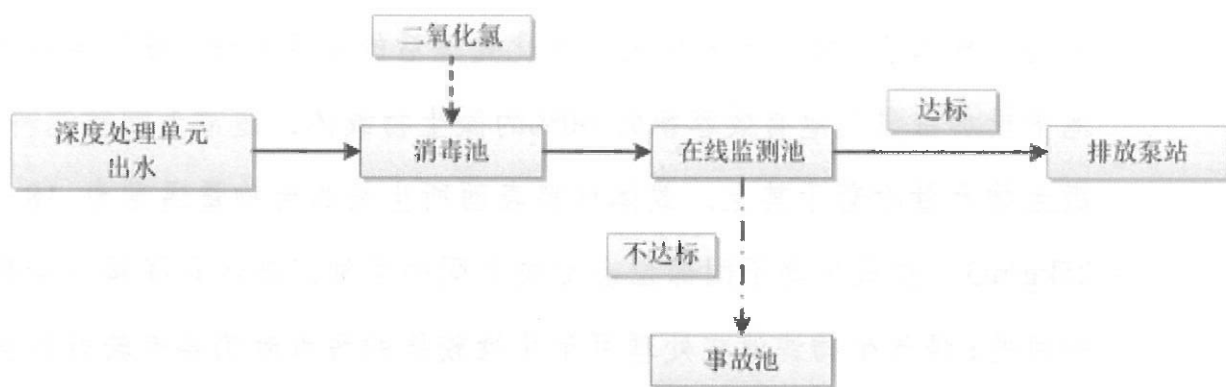 二氧化氯
达标
深度处理单元
出水
消毒池
在线监测池
排放泵站
不达标
事故池